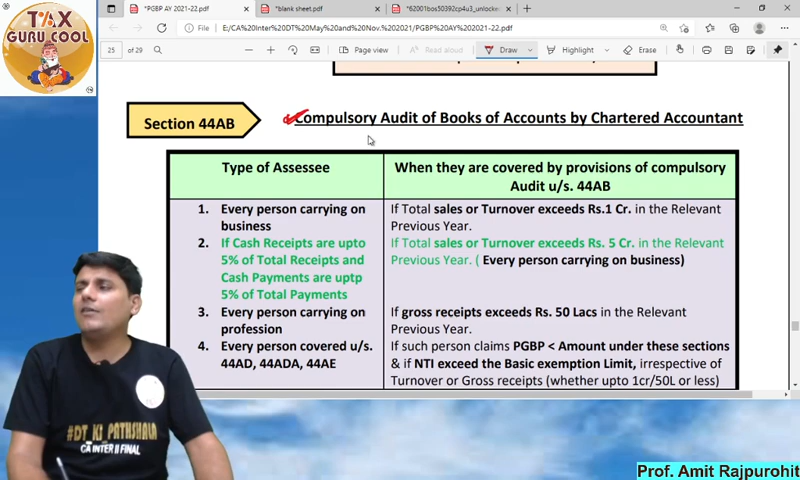 TAX
GURU COOL
*PGBP AY 2021-22.pdf
*blank sheet.pdf
*62001bos50392cp4u3_unlocked
E:/CA%20Inter%20DT%20May%20and%20Nov.%202021/PGBP%20AY%202021-22.pdf
25 of 29
Page view
Read aloud
Draw
Highlight
Erase
Section 44AB
Compulsory Audit of Books of Accounts by Chartered Accountant
Type of Assessee
When they are covered by provisions of compulsory
Audit u/s. 44AB
1. Every person carrying on
business
If Total sales or Turnover exceeds Rs.1 Cr. in the Relevant
Previous Year.
2. If Cash Receipts are upto
5% of Total Receipts and
Cash Payments are uptp
5% of Total Payments
If Total sales or Turnover exceeds Rs. 5 Cr. in the Relevant
Previous Year. ( Every person carrying on business)
3. Every person carrying on
profession
If gross receipts exceeds Rs. 50 Lacs in the Relevant
Previous Year.
4. Every person covered u/s.
44AD, 44ADA, 44AE
If such person claims PGBP < Amount under these sections
& if NTI exceed the Basic exemption Limit, irrespective of
Turnover or Gross receipts (whether upto 1cr/50L or less)
#DT_KI_PATHSHALA
CA INTER II FINAL
Prof. Amit Rajpurohit